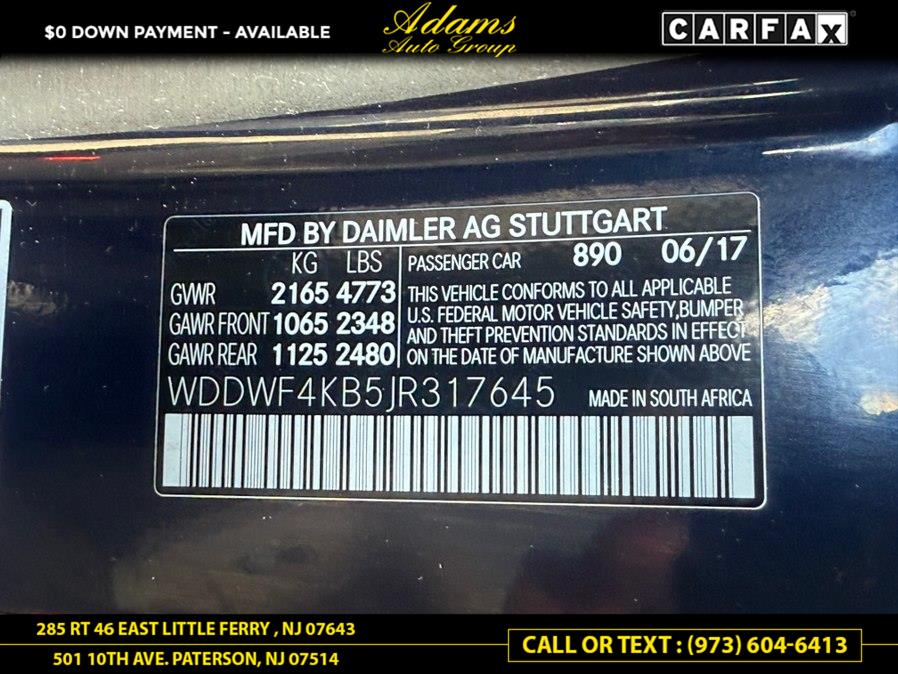 $0 DOWN PAYMENT - AVAILABLE
Adams
Auto Group
CARFAX
MFD BY DAIMLER AG STUTTGART
KG LBS
PASSENGER CAR 890 06/17
GVWR 2165 4773
GAWR FRONT 1065 2348
GAWR REAR 1125 2480
THIS VEHICLE CONFORMS TO ALL APPLICABLE
U.S. FEDERAL MOTOR VEHICLE SAFETY,BUMPER
AND THEFT PREVENTION STANDARDS IN EFFECT
ON THE DATE OF MANUFACTURE SHOWN ABOVE
WDDWF4KB5JR317645
MADE IN SOUTH AFRICA
285 RT 46 EAST LITTLE FERRY , NJ 07643
501 10TH AVE. PATERSON, NJ 07514
CALL OR TEXT : (973) 604-6413